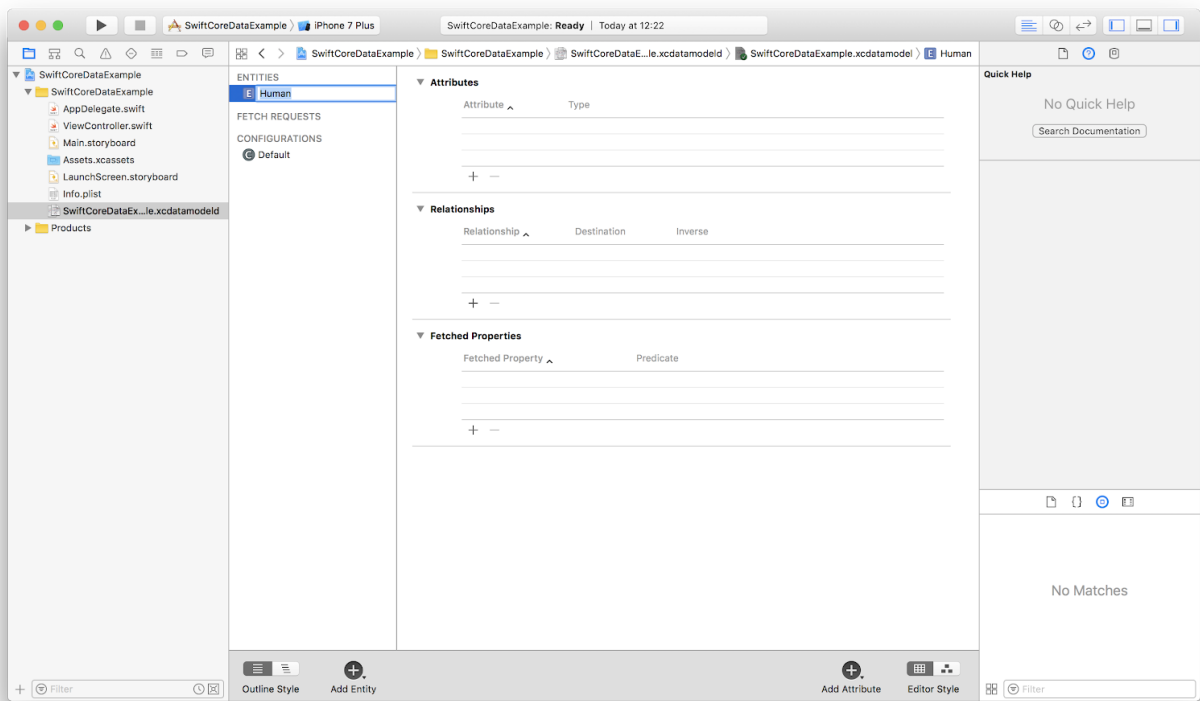 SwiftCoreDataExample iPhone 7 Plus
SwiftCoreDataExample: Ready | Today at 12:22
SwiftCoreDataExample SwiftCoreDataExample SwiftCoreDataE...le.xcdatamodeld SwiftCoreDataExample.xcdatamodel E Human
SwiftCoreDataExample
SwiftCoreDataExample
AppDelegate.swift
ViewController.swift
Main.storyboard
Assets.xcassets
LaunchScreen.storyboard
Info.plist
SwiftCoreDataEx...le.xcdatamodeld
Products
Filter
ENTITIES
E Human
FETCH REQUESTS
CONFIGURATIONS
C Default
Attributes
Attribute Type
Relationships
Relationship Destination Inverse
Fetched Properties
Fetched Property Predicate
Outline Style
Add Entity
Add Attribute
Editor Style
Quick Help
No Quick Help
Search Documentation
{}
No Matches
Filter